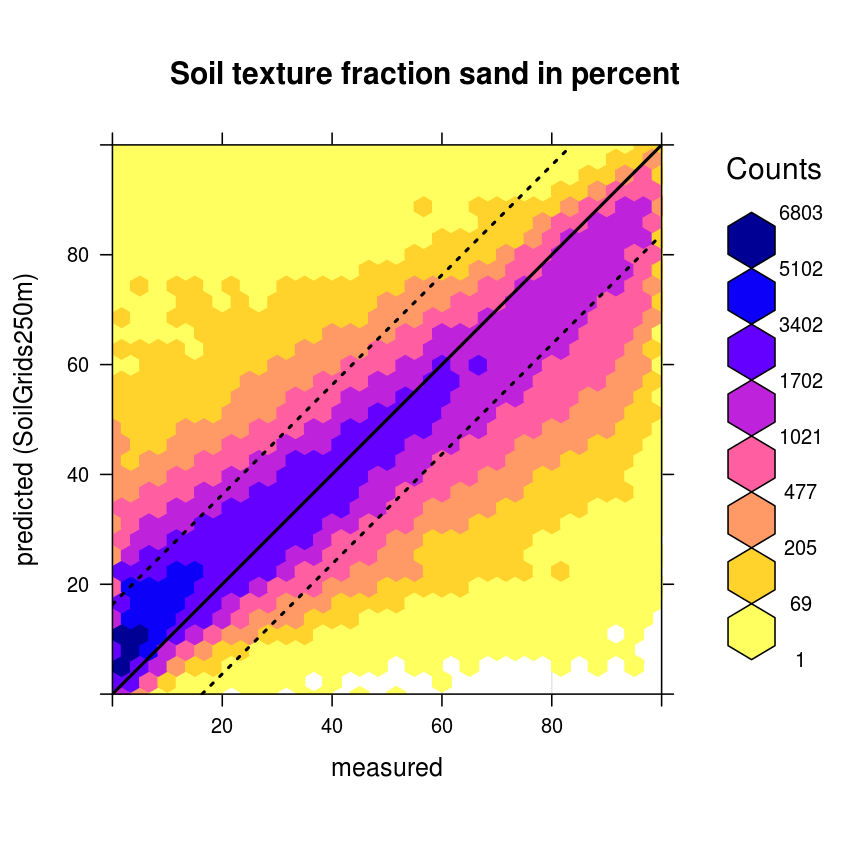 Soil texture fraction sand in percent
Counts
6803
5102
3402
1702
1021
477
205
69
1
predicted (SoilGrids250m)
80
60
40
20
20 40 60 80
measured